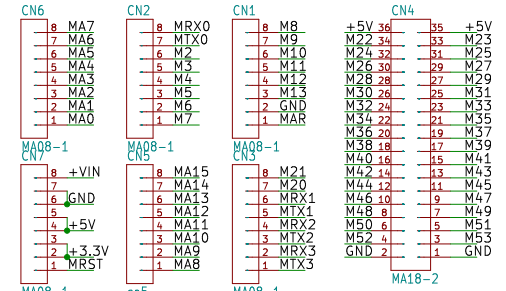 CN6 CN2 CN1 CN4
8 MA7 8 MRX0 8 M8 +5V 36 35 +5V
7 MA6 7 MTX0 7 M9 M22 34 33 M23
6 MA5 6 M2 6 M10 M24 32 31 M25
5 MA4 5 M3 5 M11 M26 30 29 M27
4 MA3 4 M4 4 M12 M28 28 27 M29
3 MA2 3 M5 3 M13 M30 26 25 M31
2 MA1 2 M6 2 GND M32 24 23 M33
1 MA0 1 M7 1 MAR M34 22 21 M35
M36 20 19 M37
MA08-1 MA08-1 MA08-1 M38 18 17 M39
CN7 CN5 CN3 M40 16 15 M41
8 +VIN 8 MA15 8 M21 M42 14 13 M43
7 7 MA14 7 M20 M44 12 11 M45
6 GND 6 MA13 6 MRX1 M46 10 9 M47
5 5 MA12 5 MTX1 M48 8 7 M49
4 +5V 4 MA11 4 MRX2 M50 6 5 M51
3 3 MA10 3 MTX2 M52 4 3 M53
2 +3.3V 2 MA9 2 MRX3 GND 2 1 GND
1 MRST 1 MA8 1 MTX3
MA18-2